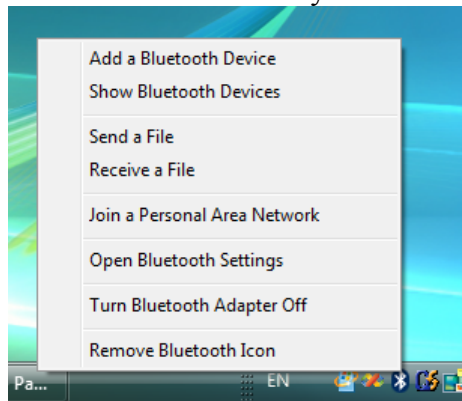 Add a Bluetooth Device
Show Bluetooth Devices
Send a File
Receive a File
Join a Personal Area Network
Open Bluetooth Settings
Turn Bluetooth Adapter Off
Remove Bluetooth Icon
Pa... EN